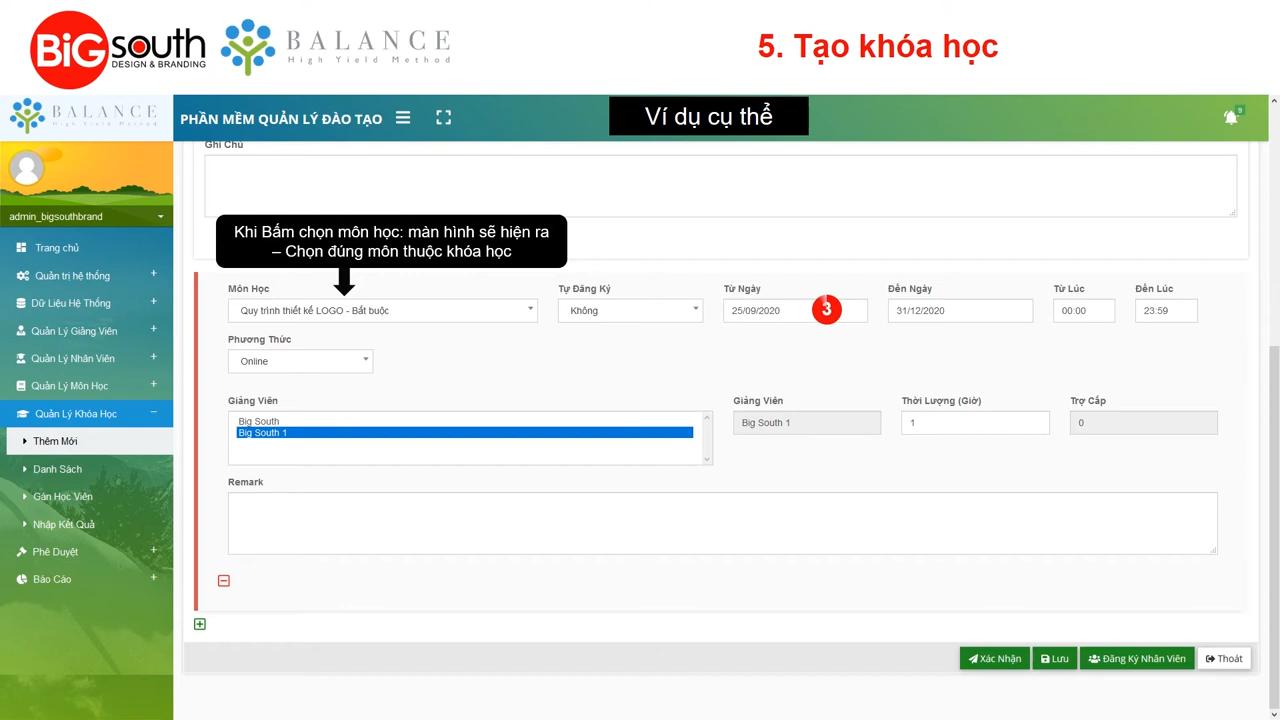 BiGSOUTH
DESIGN & BRANDING
BALANCE
High Yield Method
5. Tạo khóa học
BALANCE
High Yield Method
PHẦN MỀM QUẢN LÝ ĐÀO TẠO
Ví dụ cụ thể
9
admin_bigsouthbrand
Trang chủ
Quản trị hệ thống
Dữ Liệu Hệ Thống
Quản Lý Giảng Viên
Quản Lý Nhân Viên
Quản Lý Môn Học
Quản Lý Khóa Học
Thêm Mới
Danh Sách
Gán Học Viên
Nhập Kết Quả
Phê Duyệt
Báo Cáo
Ghi Chú
Khi Bấm chọn môn học: màn hình sẽ hiện ra
– Chọn đúng môn thuộc khóa học
Môn Học Tự Đăng Ký Từ Ngày Đến Ngày Từ Lúc Đến Lúc
Quy trình thiết kế LOGO - Bắt buộc Không 25/09/2020 3 31/12/2020 00:00 23:59
Phương Thức
Online
Giảng Viên Giảng Viên Thời Lượng (Giờ) Trợ Cấp
Big South
Big South 1 Big South 1 1 0
Remark
Xác Nhận Lưu Đăng Ký Nhân Viên Thoát